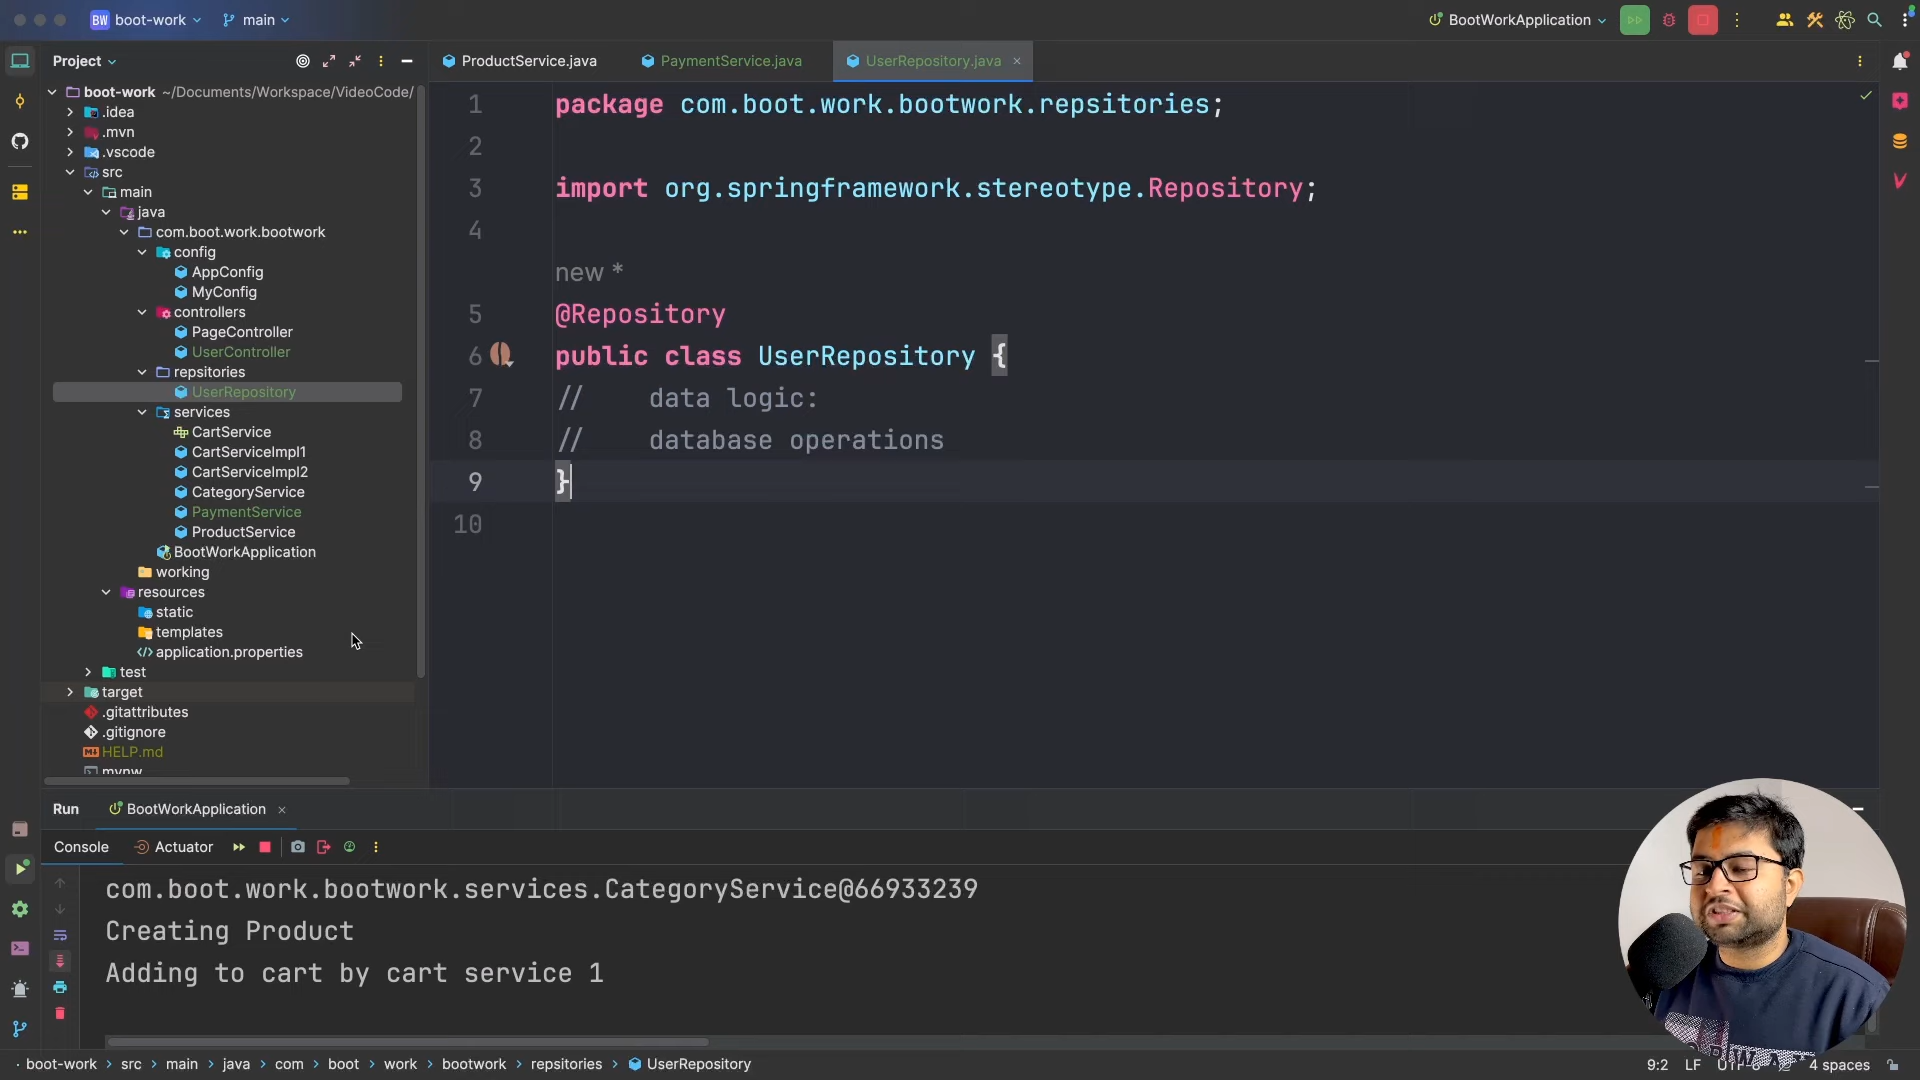 BW boot-work main BootWorkApplication
Project
ProductService.java PaymentService.java UserRepository.java
boot-work ~/Documents/Workspace/VideoCode/
.idea
.mvn
.vscode
src
main
java
com.boot.work.bootwork
config
AppConfig
MyConfig
controllers
PageController
UserController
repsitories
UserRepository
services
CartService
CartServiceImpl1
CartServiceImpl2
CategoryService
PaymentService
ProductService
BootWorkApplication
working
resources
static
templates
application.properties
test
target
.gitattributes
.gitignore
HELP.md
mvnw
1 package com.boot.work.bootwork.repsitories;
2
3 import org.springframework.stereotype.Repository;
4
new *
5 @Repository
6 public class UserRepository {
7 // data logic:
8 // database operations
9 }
10
Run BootWorkApplication
Console Actuator
com.boot.work.bootwork.services.CategoryService@66933239
Creating Product
Adding to cart by cart service 1
boot-work > src > main > java > com > boot > work > bootwork > repsitories > UserRepository
9:2 LF 4 spaces